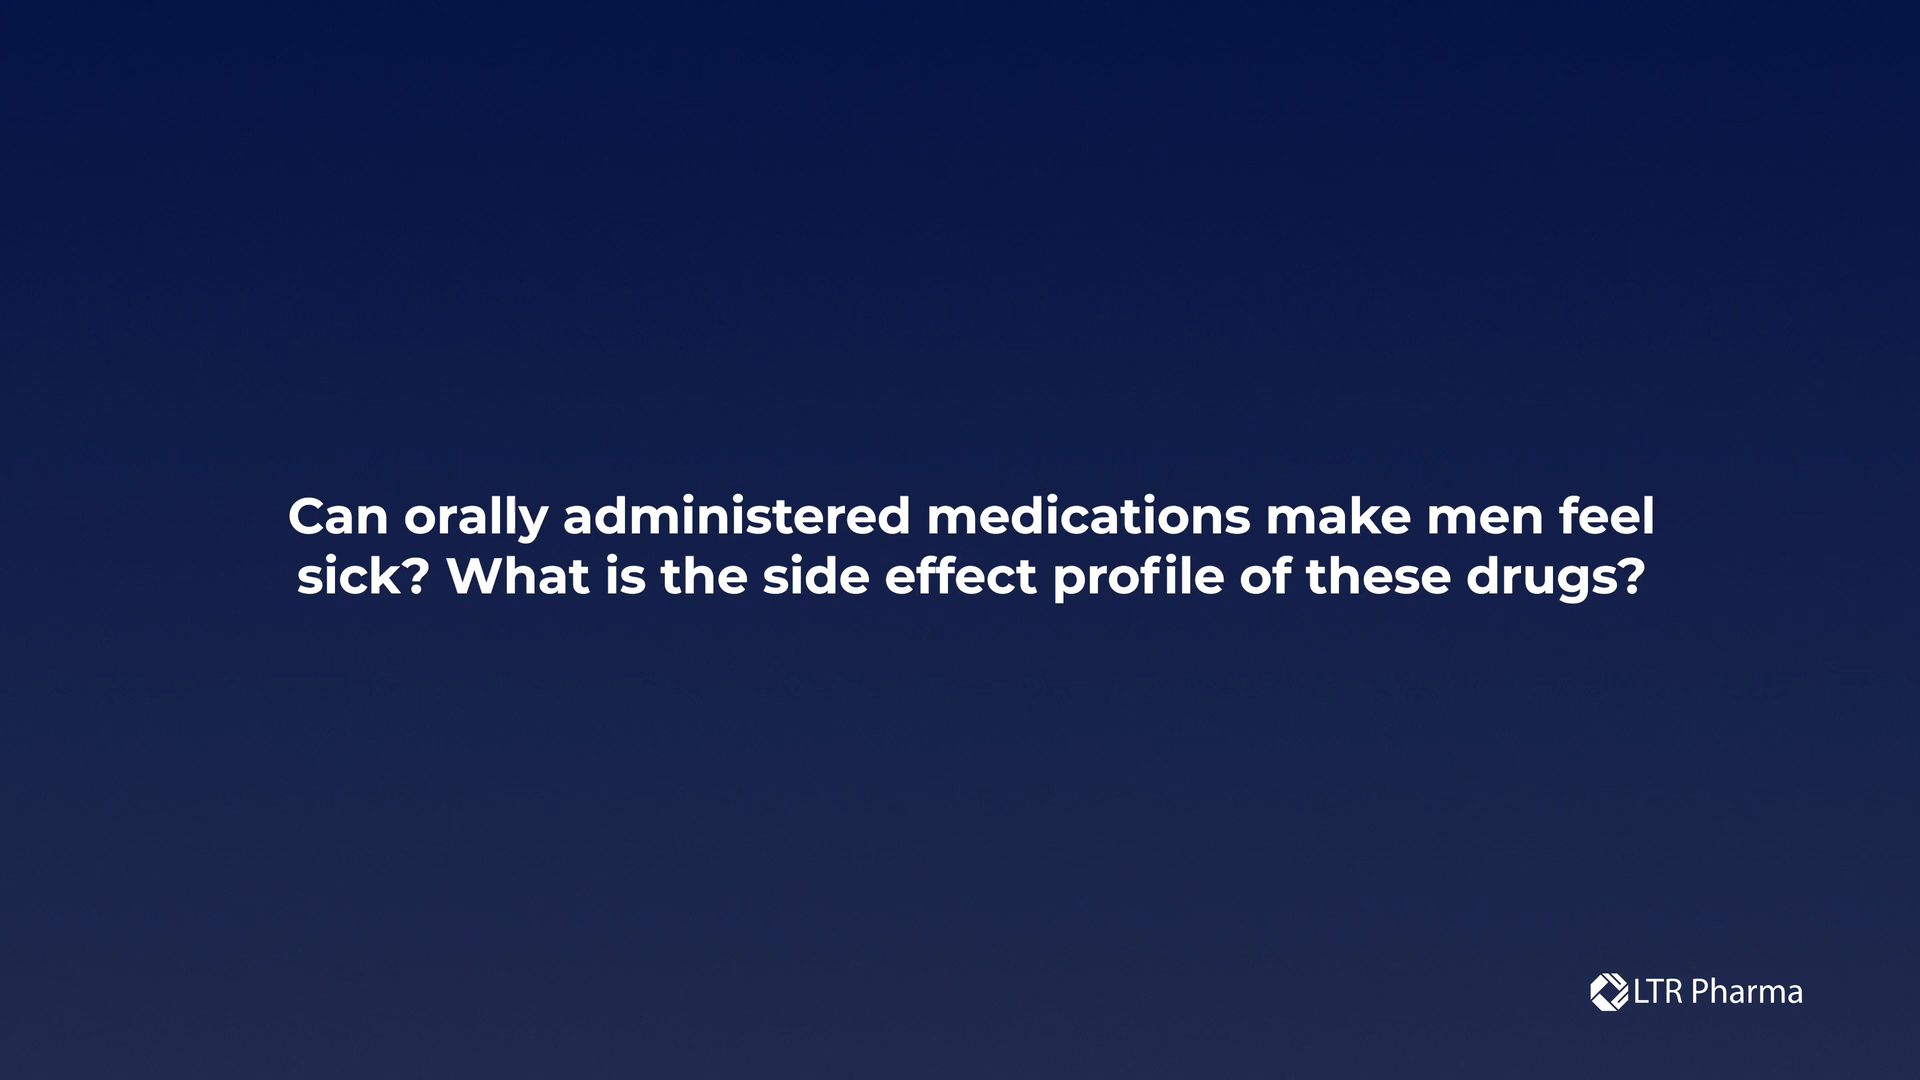 Can orally administered medications make men feel
sick? What is the side effect profile of these drugs?
LTR Pharma